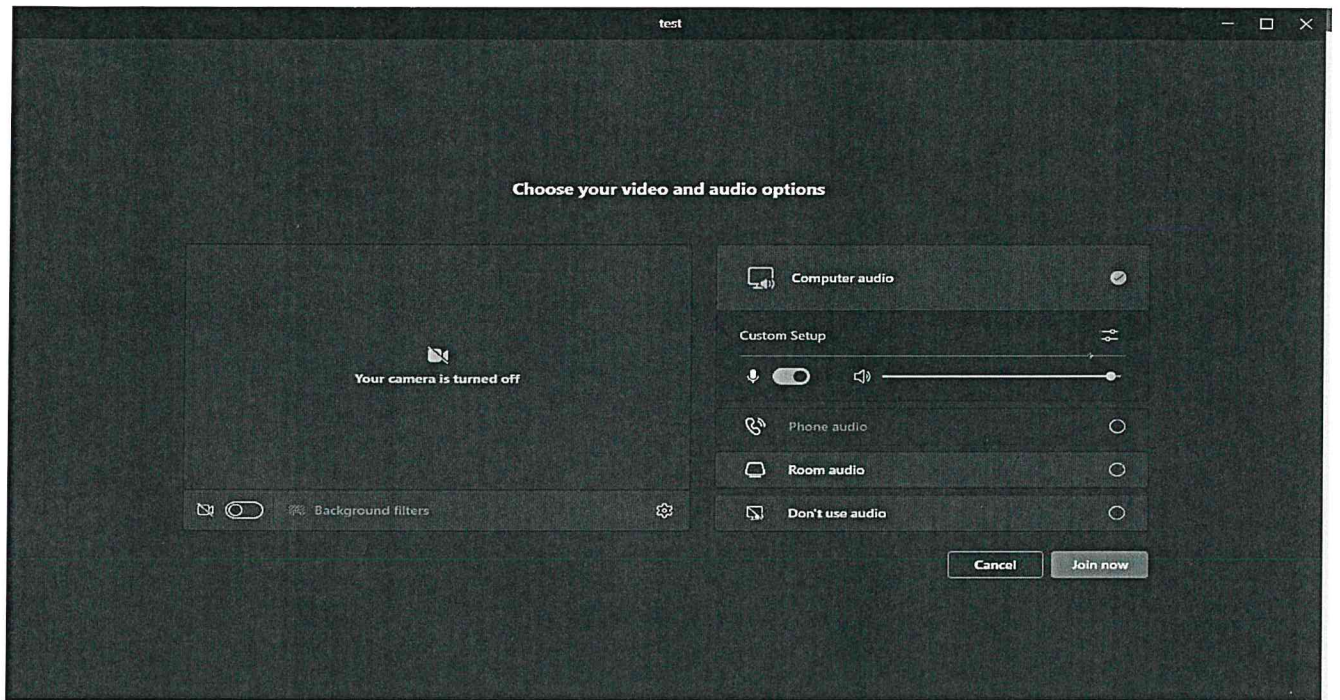 test
Choose your video and audio options
Your camera is turned off
Background filters
Computer audio
Custom Setup
Phone audio
Room audio
Don't use audio
Cancel
Join now